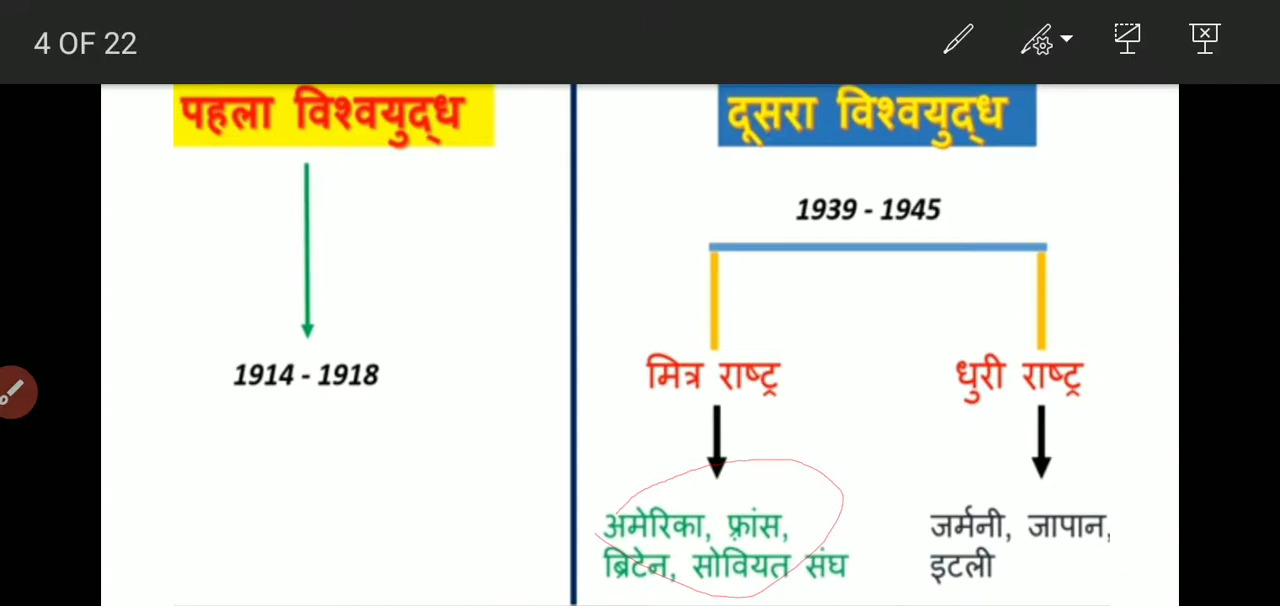 4 OF 22
पहला विश्वयुद्ध
1914 - 1918
दूसरा विश्वयुद्ध
1939 - 1945
मित्र राष्ट्र
अमेरिका, फ़्रांस,
ब्रिटेन, सोवियत संघ
धुरी राष्ट्र
जर्मनी, जापान,
इटली